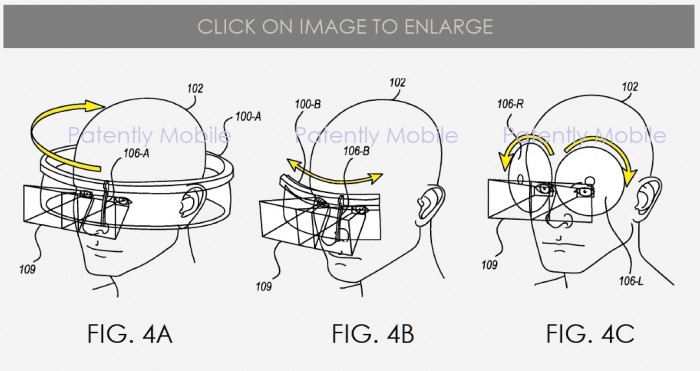 CLICK ON IMAGE TO ENLARGE
102
100-A
Patently Mobile
106-A
109
FIG. 4A
102
100-B
Patently Mobile
106-B
109
FIG. 4B
106-R
102
Patently Mobile
109
106-L
FIG. 4C